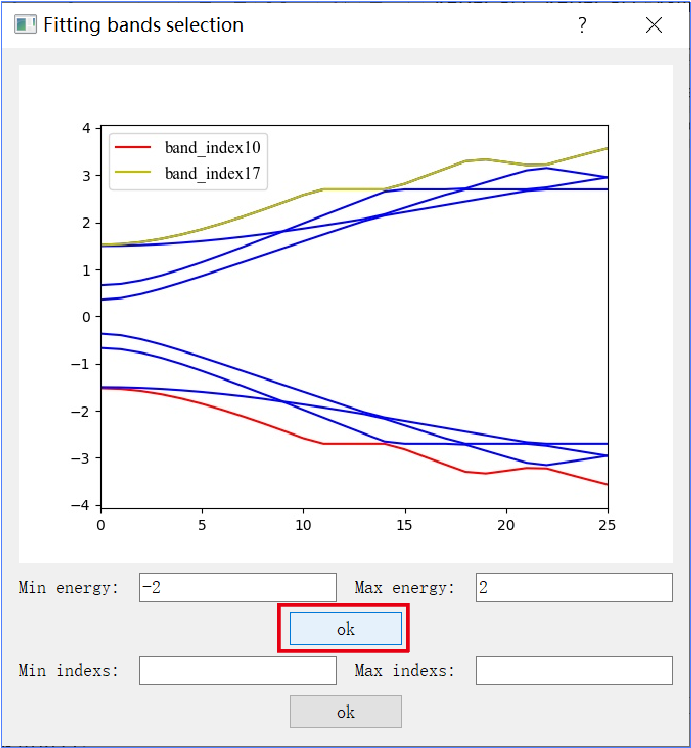 Fitting bands selection
?
4
band_index10
3
band_index17
2
1
0
−1
−2
−3
−4
0 5 10 15 20 25
Min energy: -2 Max energy: 2
ok
Min indexs: Max indexs:
ok